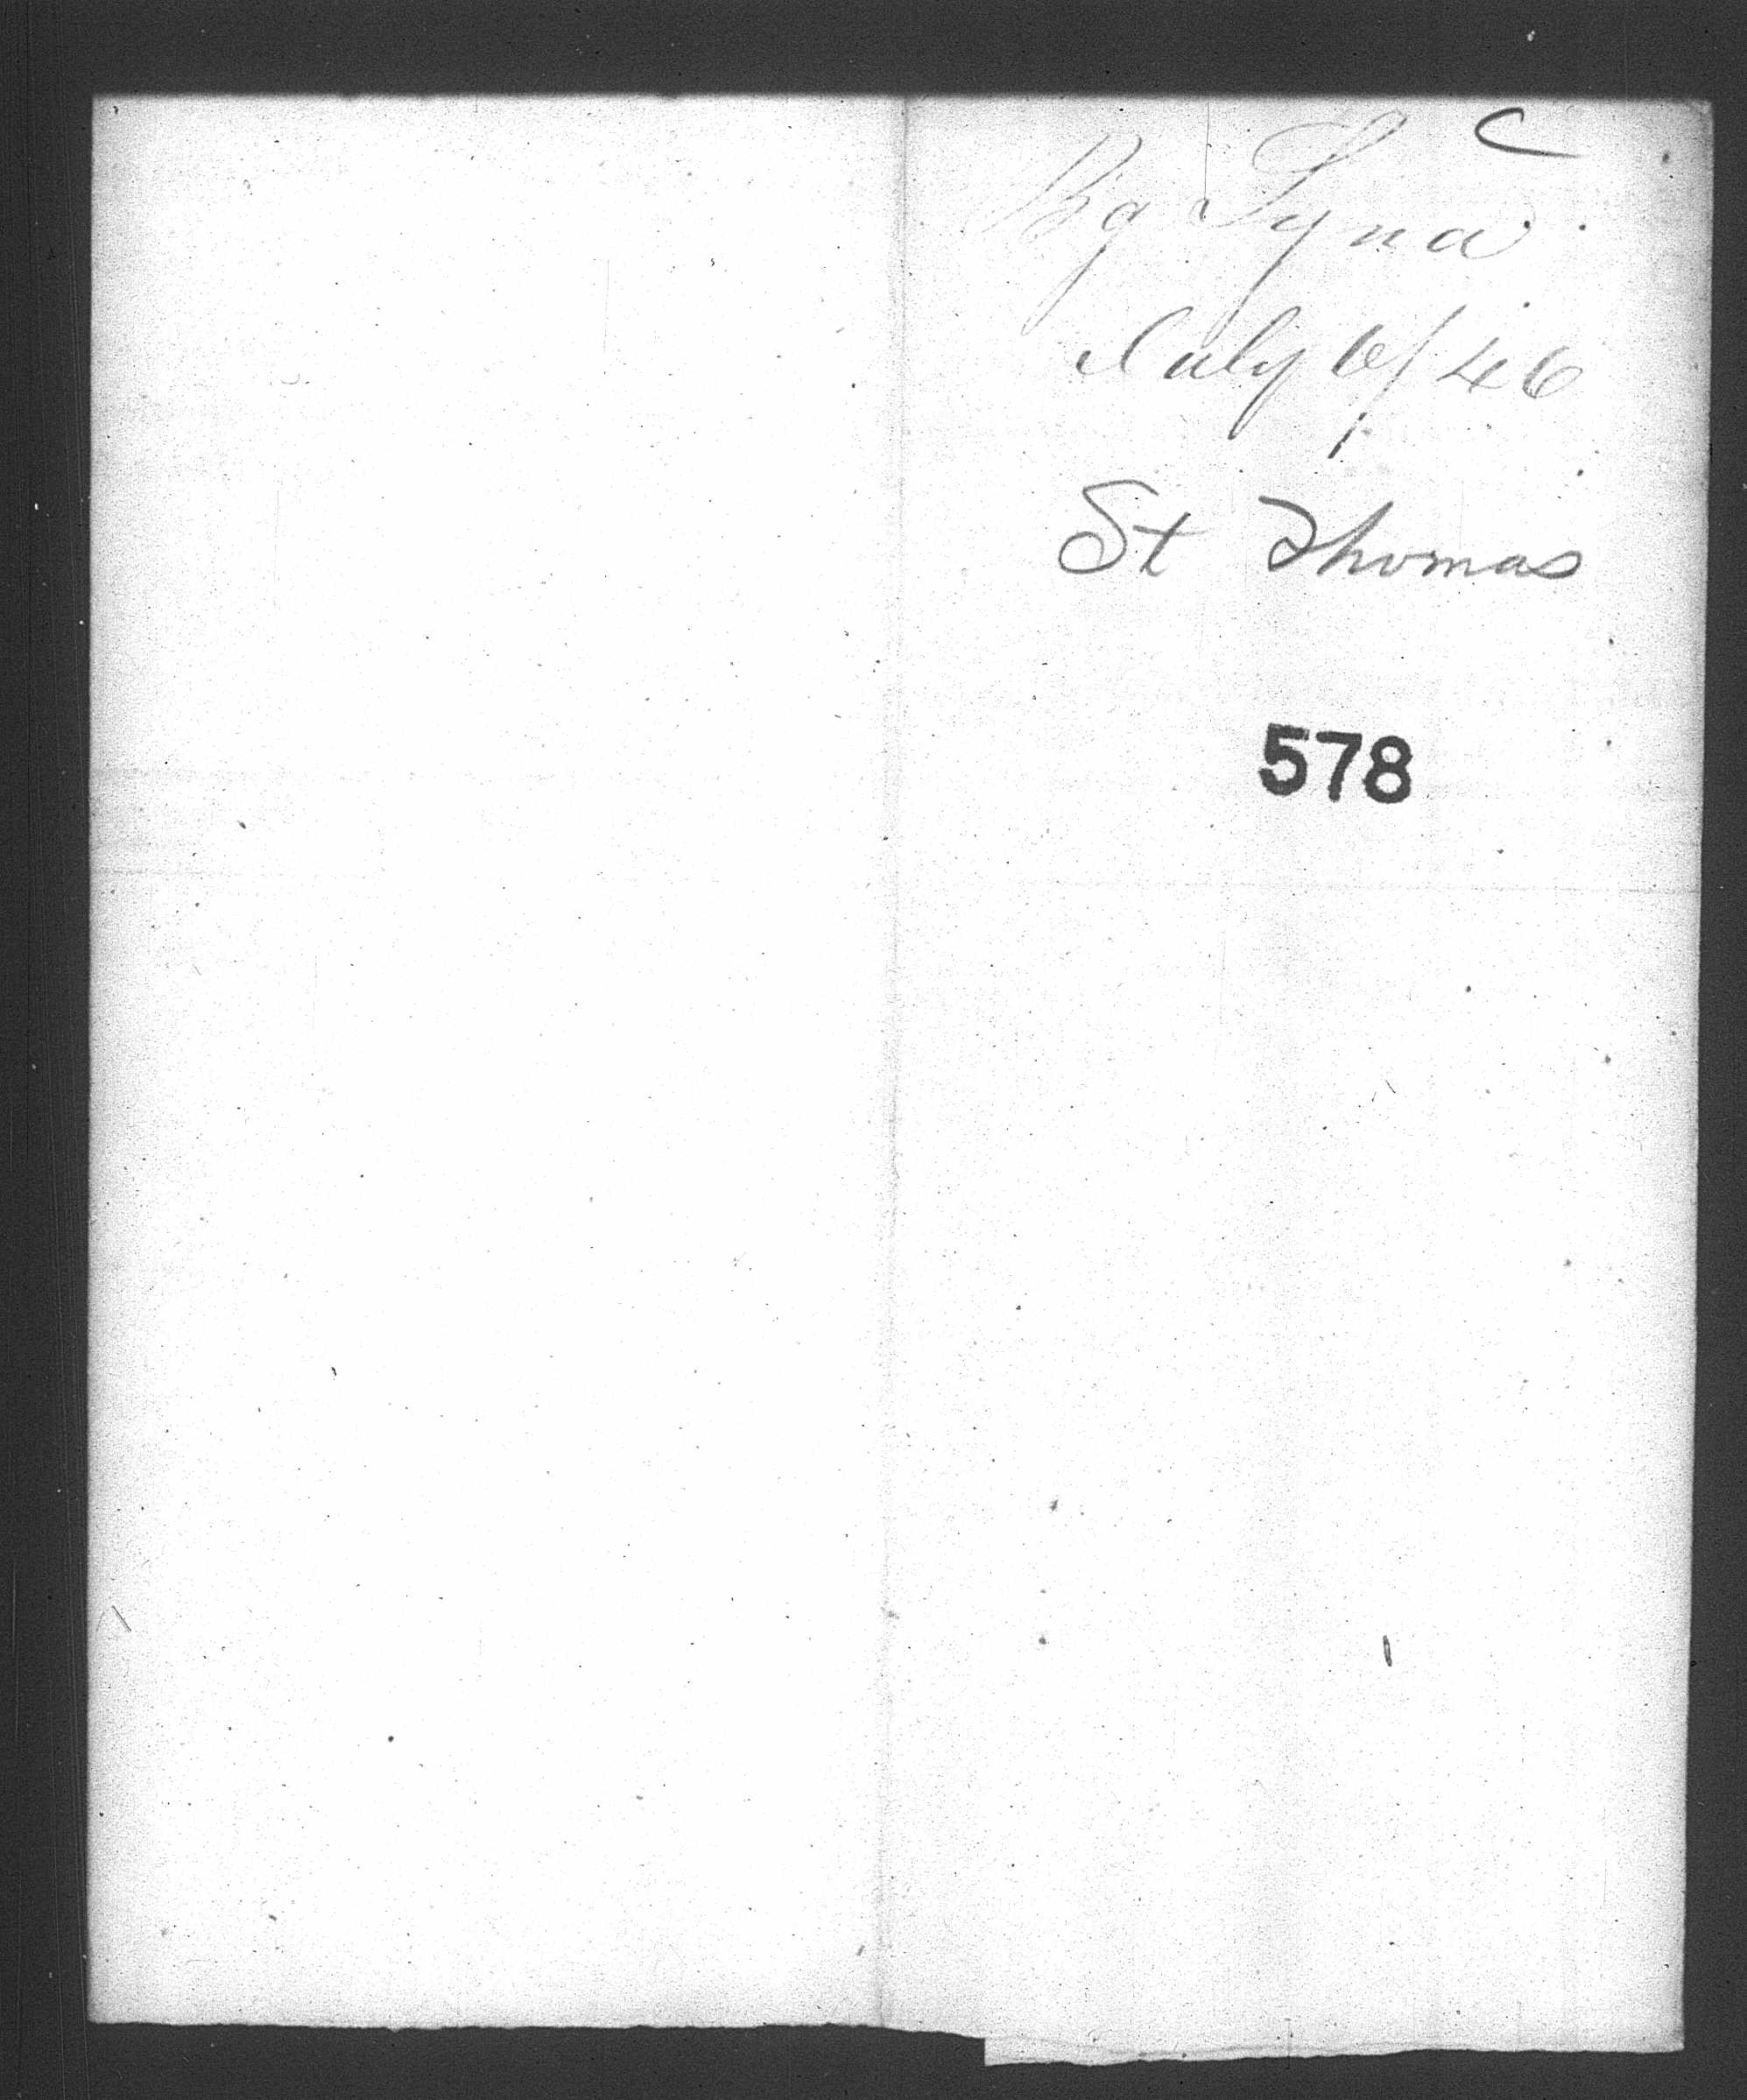 C
Bg Lyna
July 6/46
St Thomas
578